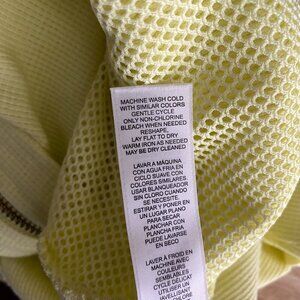 MACHINE WASH COLD
WITH SIMILAR COLORS
GENTLE CYCLE
ONLY NON-CHLORINE
BLEACH WHEN NEEDED
RESHAPE,
LAY FLAT TO DRY
WARM IRON AS NEEDED
MAY BE DRY CLEANED
LAVAR A MÁQUINA
CON AGUA FRIA EN
CICLO SUAVE CON
COLORES SIMILARES.
USAR BLANQUEADOR
SIN CLORO CUANDO
SE NECESITE.
ESTIRAR Y PONER EN
UN LUGAR PLANO
PARA SECAR
PLANCHAR CON
PLANCHA FRIA
PUEDE LAVARSE
EN SECO
LAVER À FROID EN
MACHINE AVEC
COULEURS
SEMBLABLES
CYCLE DÉLICAT
UTILISER UN